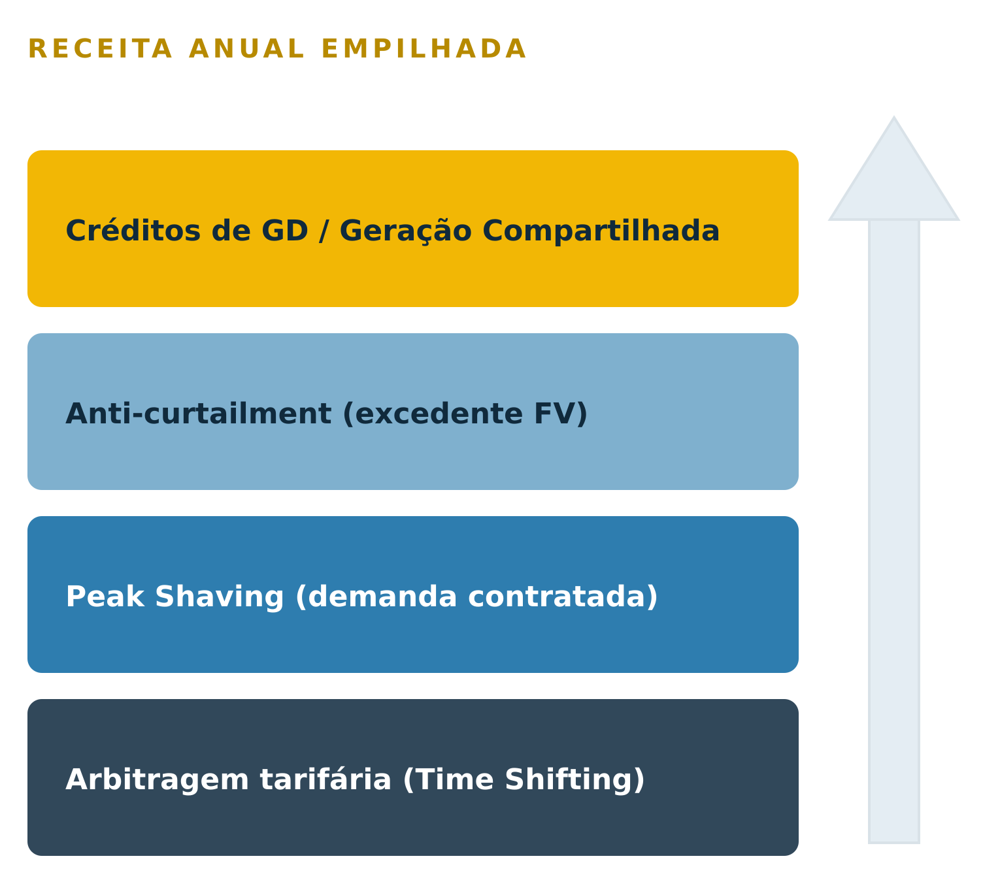 RECEITA ANUAL EMPILHADA
Créditos de GD / Geração Compartilhada
Anti-curtailment (excedente FV)
Peak Shaving (demanda contratada)
Arbitragem tarifária (Time Shifting)